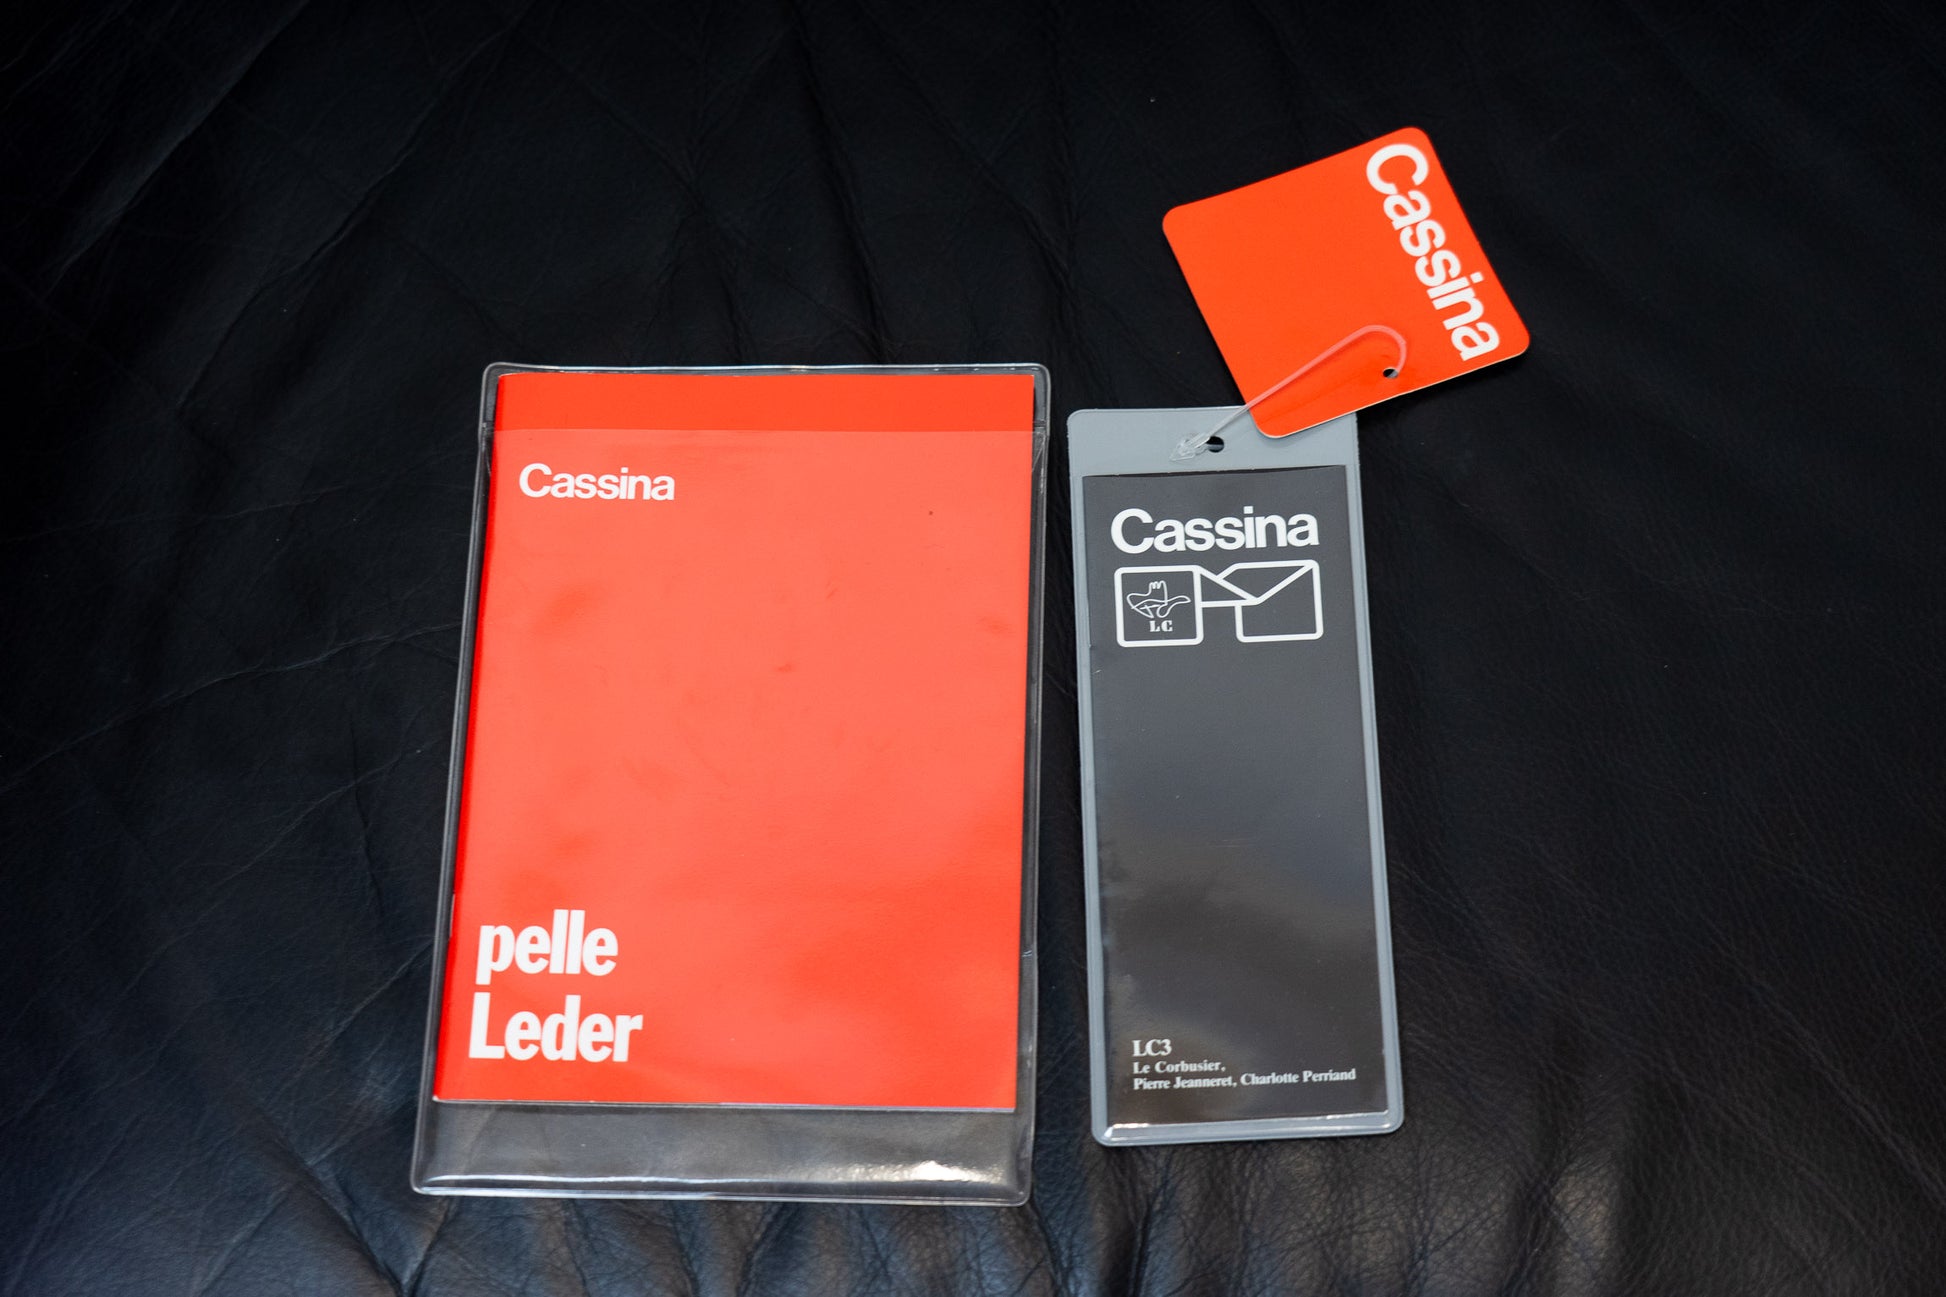 Cassina
pelle
Leder
Cassina
Cassina
LC
LC3
Le Corbusier,
Pierre Jeanneret, Charlotte Perriand